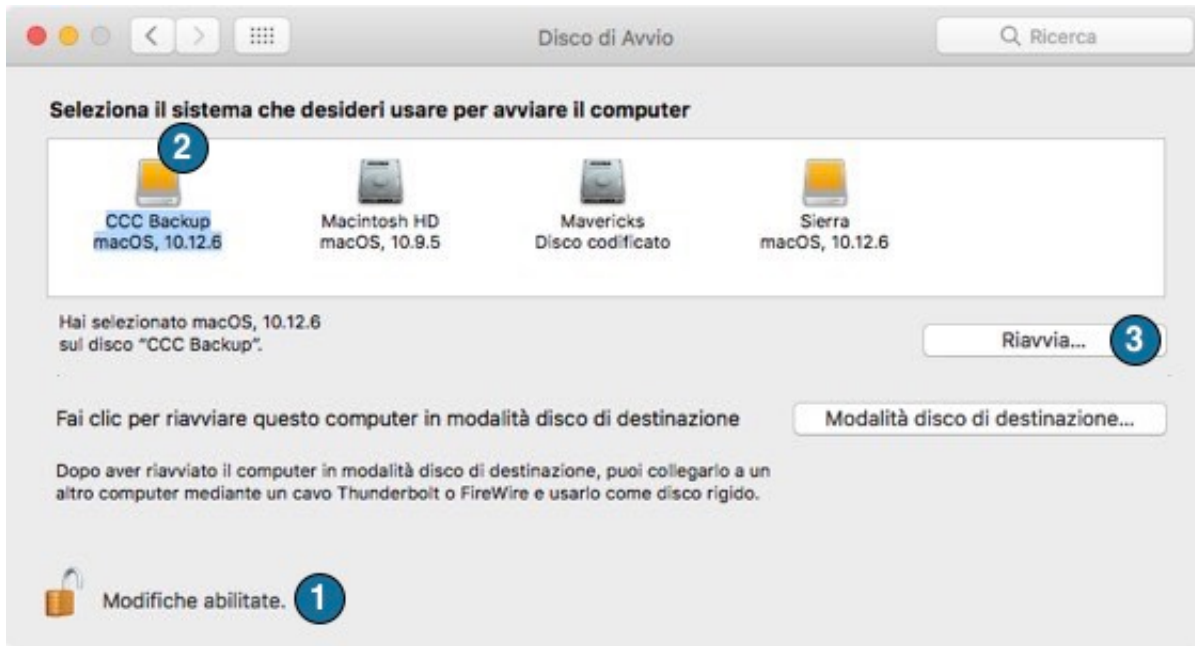 Disco di Avvio
Ricerca
Seleziona il sistema che desideri usare per avviare il computer
2
CCC Backup
macOS, 10.12.6
Macintosh HD
macOS, 10.9.5
Mavericks
Disco codificato
Sierra
macOS, 10.12.6
Hai selezionato macOS, 10.12.6
sul disco “CCC Backup”.
Riavvia... 3
Fai clic per riavviare questo computer in modalità disco di destinazione
Modalità disco di destinazione...
Dopo aver riavviato il computer in modalità disco di destinazione, puoi collegarlo a un
altro computer mediante un cavo Thunderbolt o FireWire e usarlo come disco rigido.
Modifiche abilitate. 1